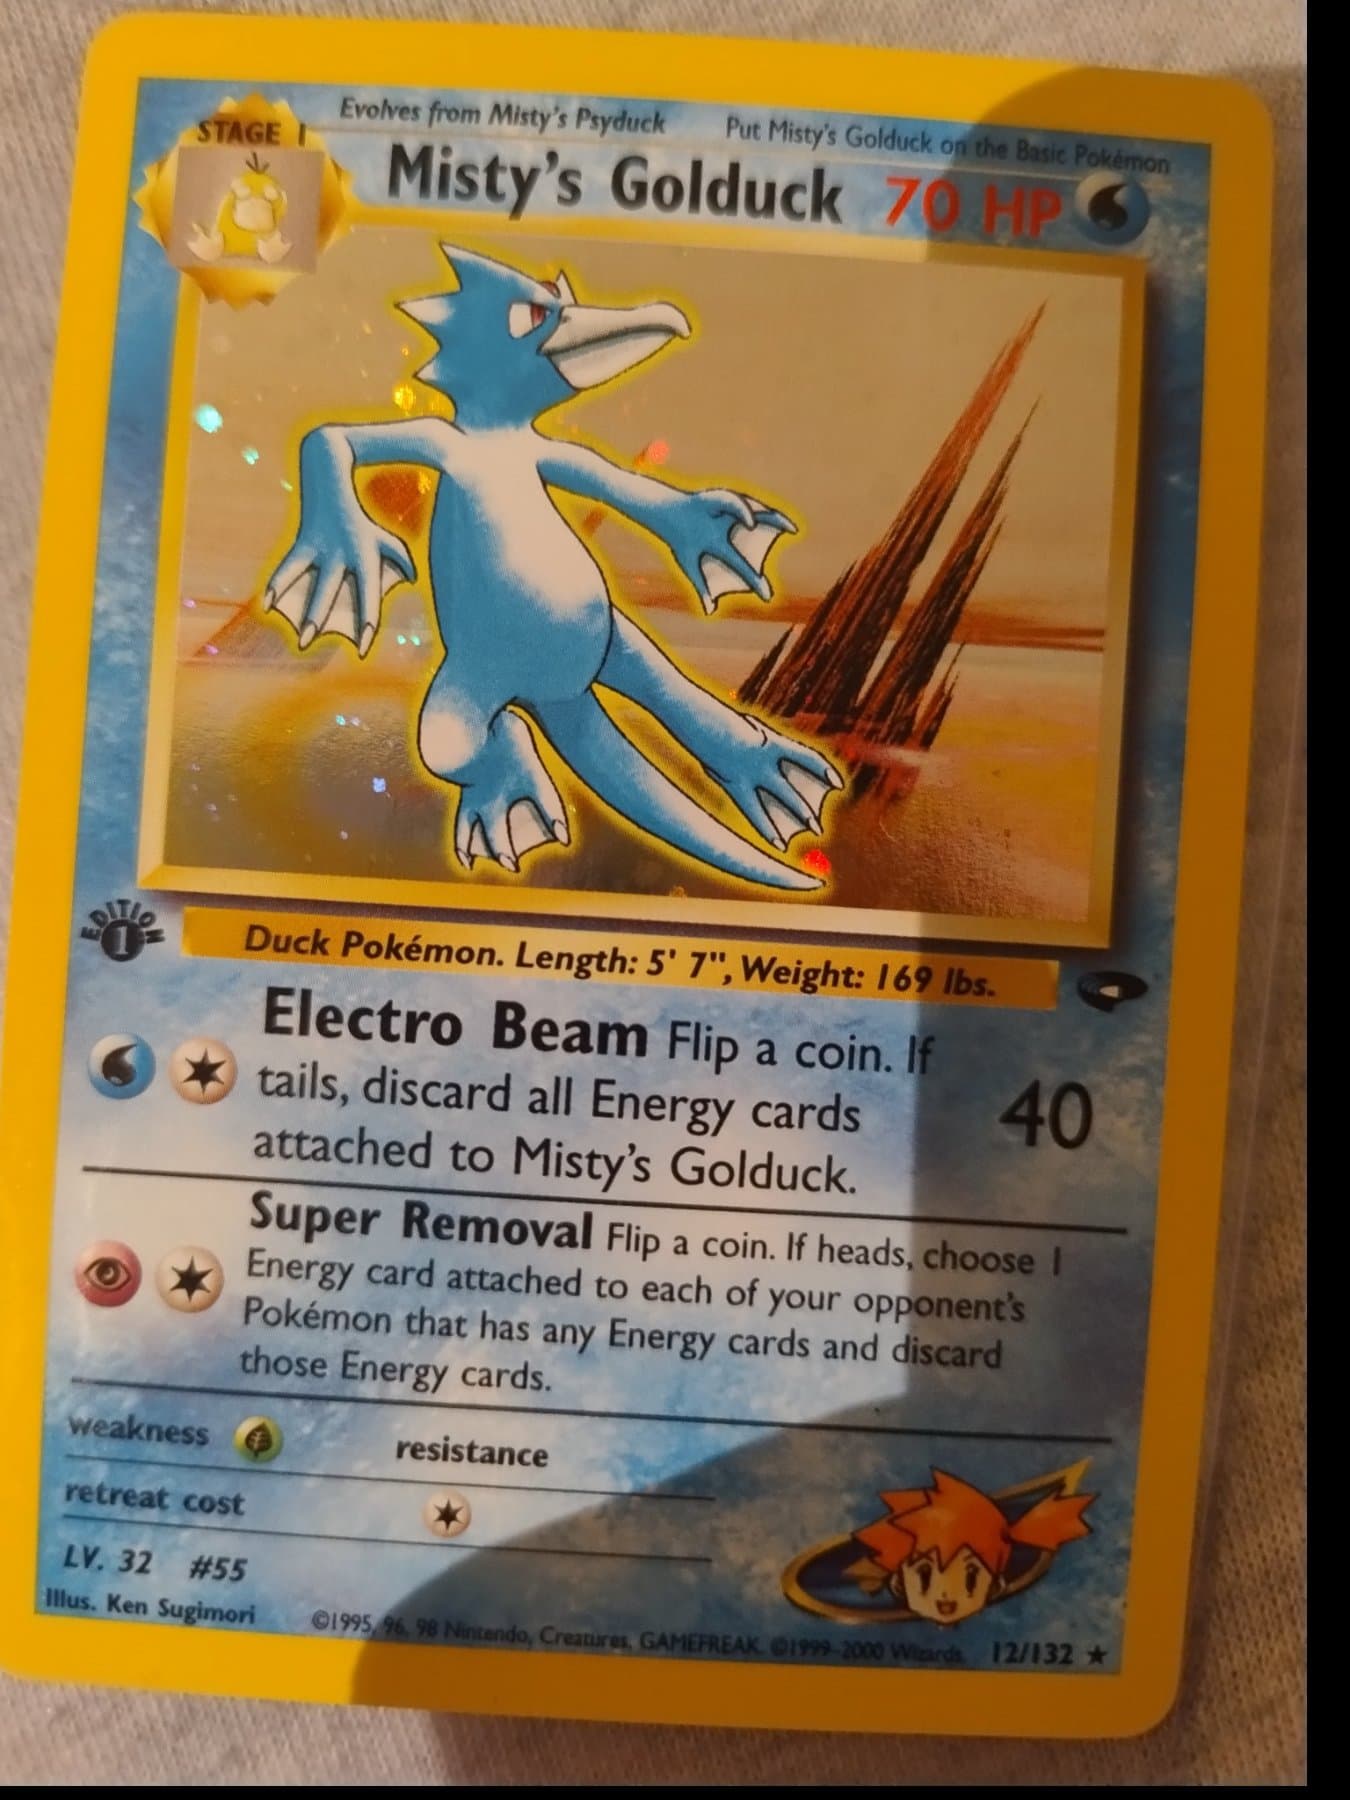 Evolves from Misty's Psyduck Put Misty's Golduck on the Basic Pokémon
STAGE 1
Misty's Golduck 70 HP
EDITION
1
Duck Pokémon. Length: 5' 7", Weight: 169 lbs.
Electro Beam Flip a coin. If
tails, discard all Energy cards
attached to Misty's Golduck.
40
Super Removal Flip a coin. If heads, choose 1
Energy card attached to each of your opponent's
Pokémon that has any Energy cards and discard
those Energy cards.
weakness resistance
retreat cost
LV. 32 #55
Illus. Ken Sugimori ©1995, 96, 98 Nintendo, Creatures, GAMEFREAK. ©1999-2000 Wizards. 12/132 ★